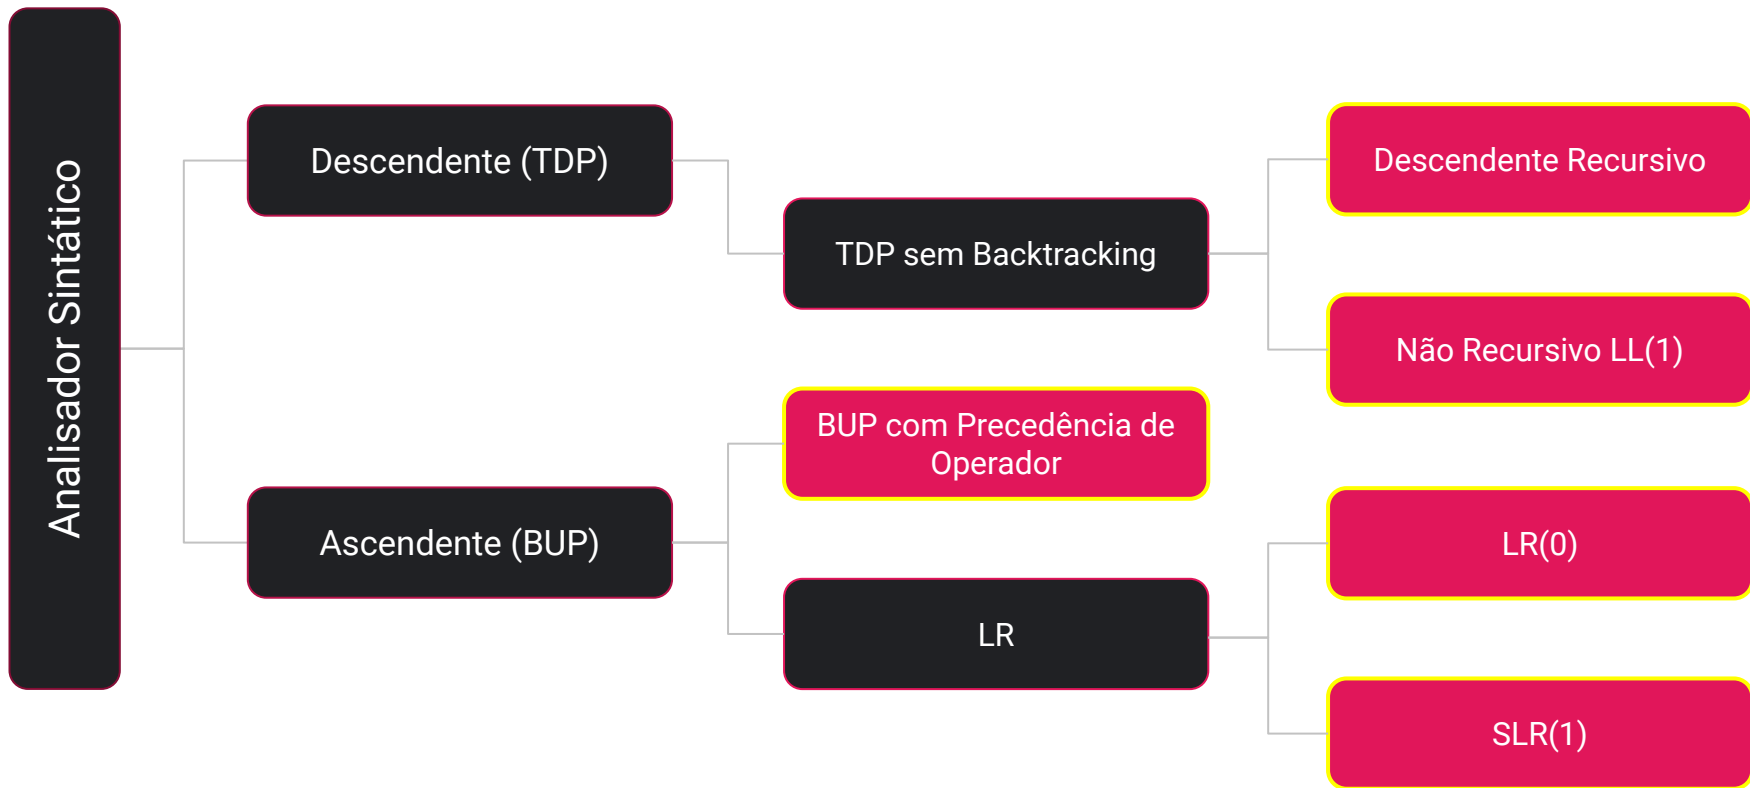 Analisador Sintático
Descendente (TDP)
Ascendente (BUP)
TDP sem Backtracking
BUP com Precedência de
Operador
LR
Descendente Recursivo
Não Recursivo LL(1)
LR(0)
SLR(1)